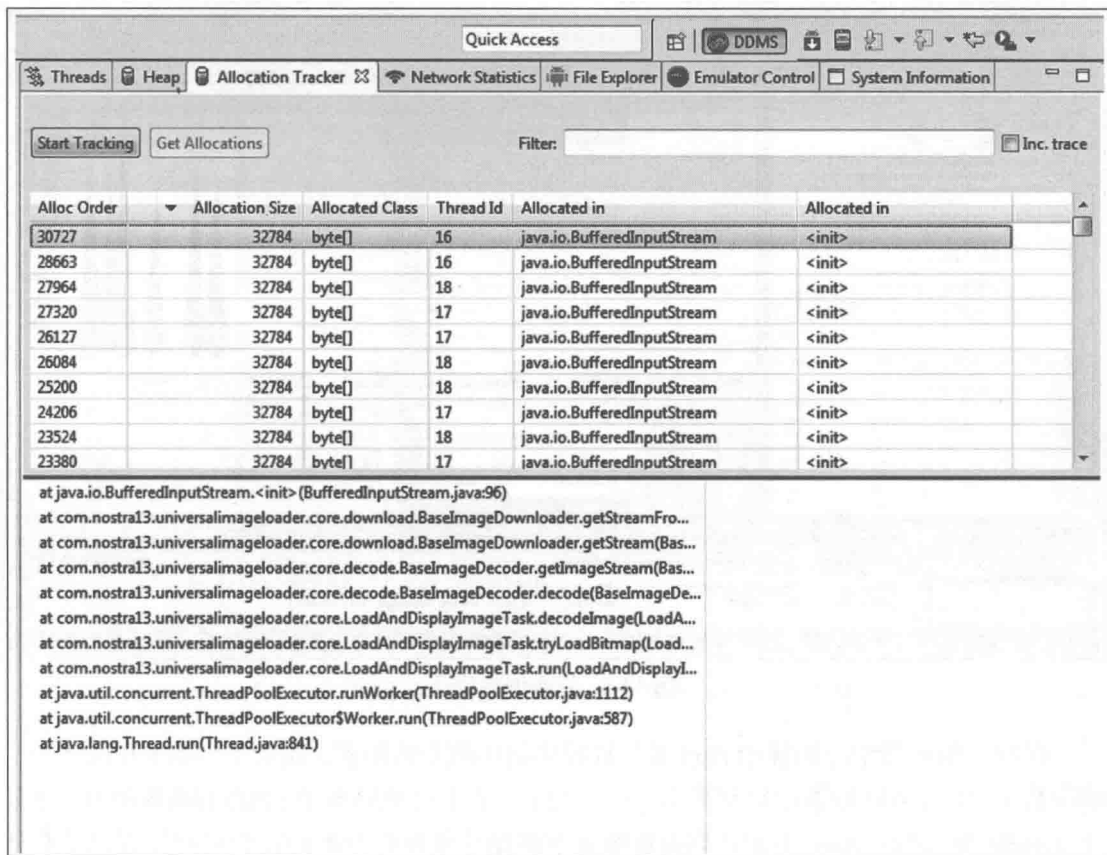 Quick Access DDMS
Threads Heap Allocation Tracker Network Statistics File Explorer Emulator Control System Information
Start Tracking Get Allocations Filter: Inc. trace
Alloc Order Allocation Size Allocated Class Thread Id Allocated in Allocated in
30727 32784 byte[] 16 java.io.BufferedInputStream <init>
28663 32784 byte[] 16 java.io.BufferedInputStream <init>
27964 32784 byte[] 18 java.io.BufferedInputStream <init>
27320 32784 byte[] 17 java.io.BufferedInputStream <init>
26127 32784 byte[] 17 java.io.BufferedInputStream <init>
26084 32784 byte[] 18 java.io.BufferedInputStream <init>
25200 32784 byte[] 18 java.io.BufferedInputStream <init>
24206 32784 byte[] 17 java.io.BufferedInputStream <init>
23524 32784 byte[] 18 java.io.BufferedInputStream <init>
23380 32784 byte[] 17 java.io.BufferedInputStream <init>
at java.io.BufferedInputStream.<init>(BufferedInputStream.java:96)
at com.nostra13.universalimageloader.core.download.BaseImageDownloader.getStreamFro...
at com.nostra13.universalimageloader.core.download.BaseImageDownloader.getStream(Bas...
at com.nostra13.universalimageloader.core.decode.BaseImageDecoder.getImageStream(Bas...
at com.nostra13.universalimageloader.core.decode.BaseImageDecoder.decode(BaseImageDe...
at com.nostra13.universalimageloader.core.LoadAndDisplayImageTask.decodeImage(LoadA...
at com.nostra13.universalimageloader.core.LoadAndDisplayImageTask.tryLoadBitmap(Load...
at com.nostra13.universalimageloader.core.LoadAndDisplayImageTask.run(LoadAndDisplayI...
at java.util.concurrent.ThreadPoolExecutor.runWorker(ThreadPoolExecutor.java:1112)
at java.util.concurrent.ThreadPoolExecutor$Worker.run(ThreadPoolExecutor.java:587)
at java.lang.Thread.run(Thread.java:841)